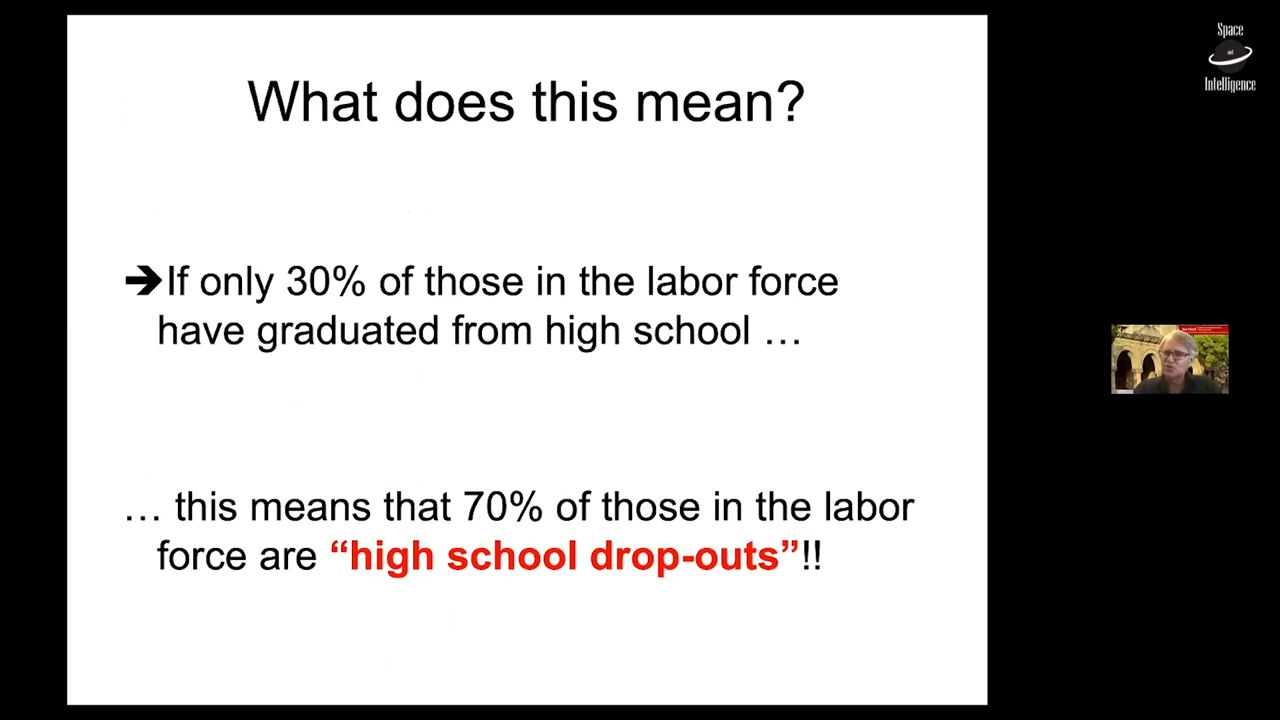 What does this mean?
➔If only 30% of those in the labor force
have graduated from high school …
… this means that 70% of those in the labor
force are “high school drop-outs”!!
Space
and
Intelligence